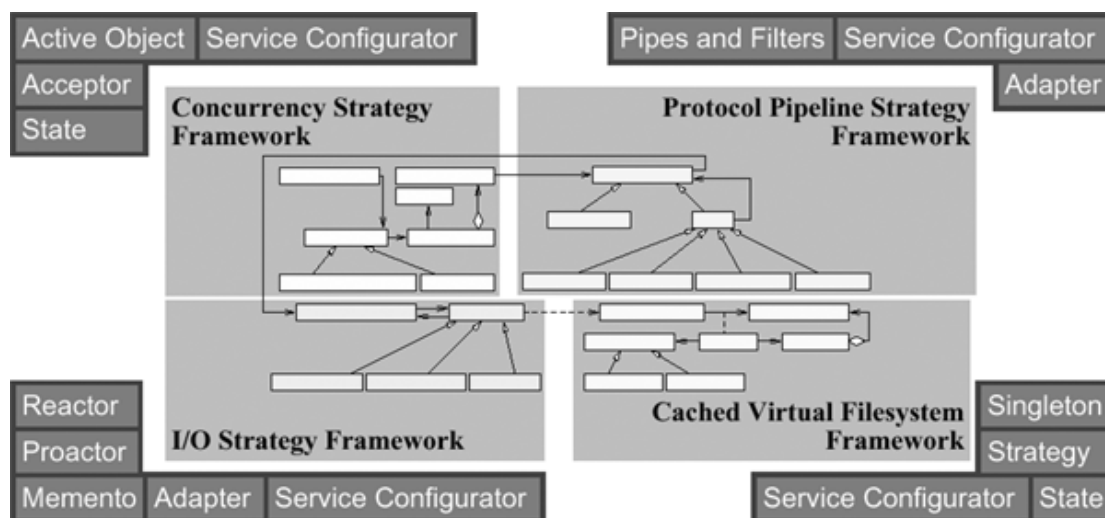 Active Object Service Configurator
Acceptor
State
Pipes and Filters Service Configurator
Adapter
Concurrency Strategy
Framework
Protocol Pipeline Strategy
Framework
I/O Strategy Framework
Cached Virtual Filesystem
Framework
Reactor
Proactor
Memento Adapter Service Configurator
Singleton
Strategy
Service Configurator State